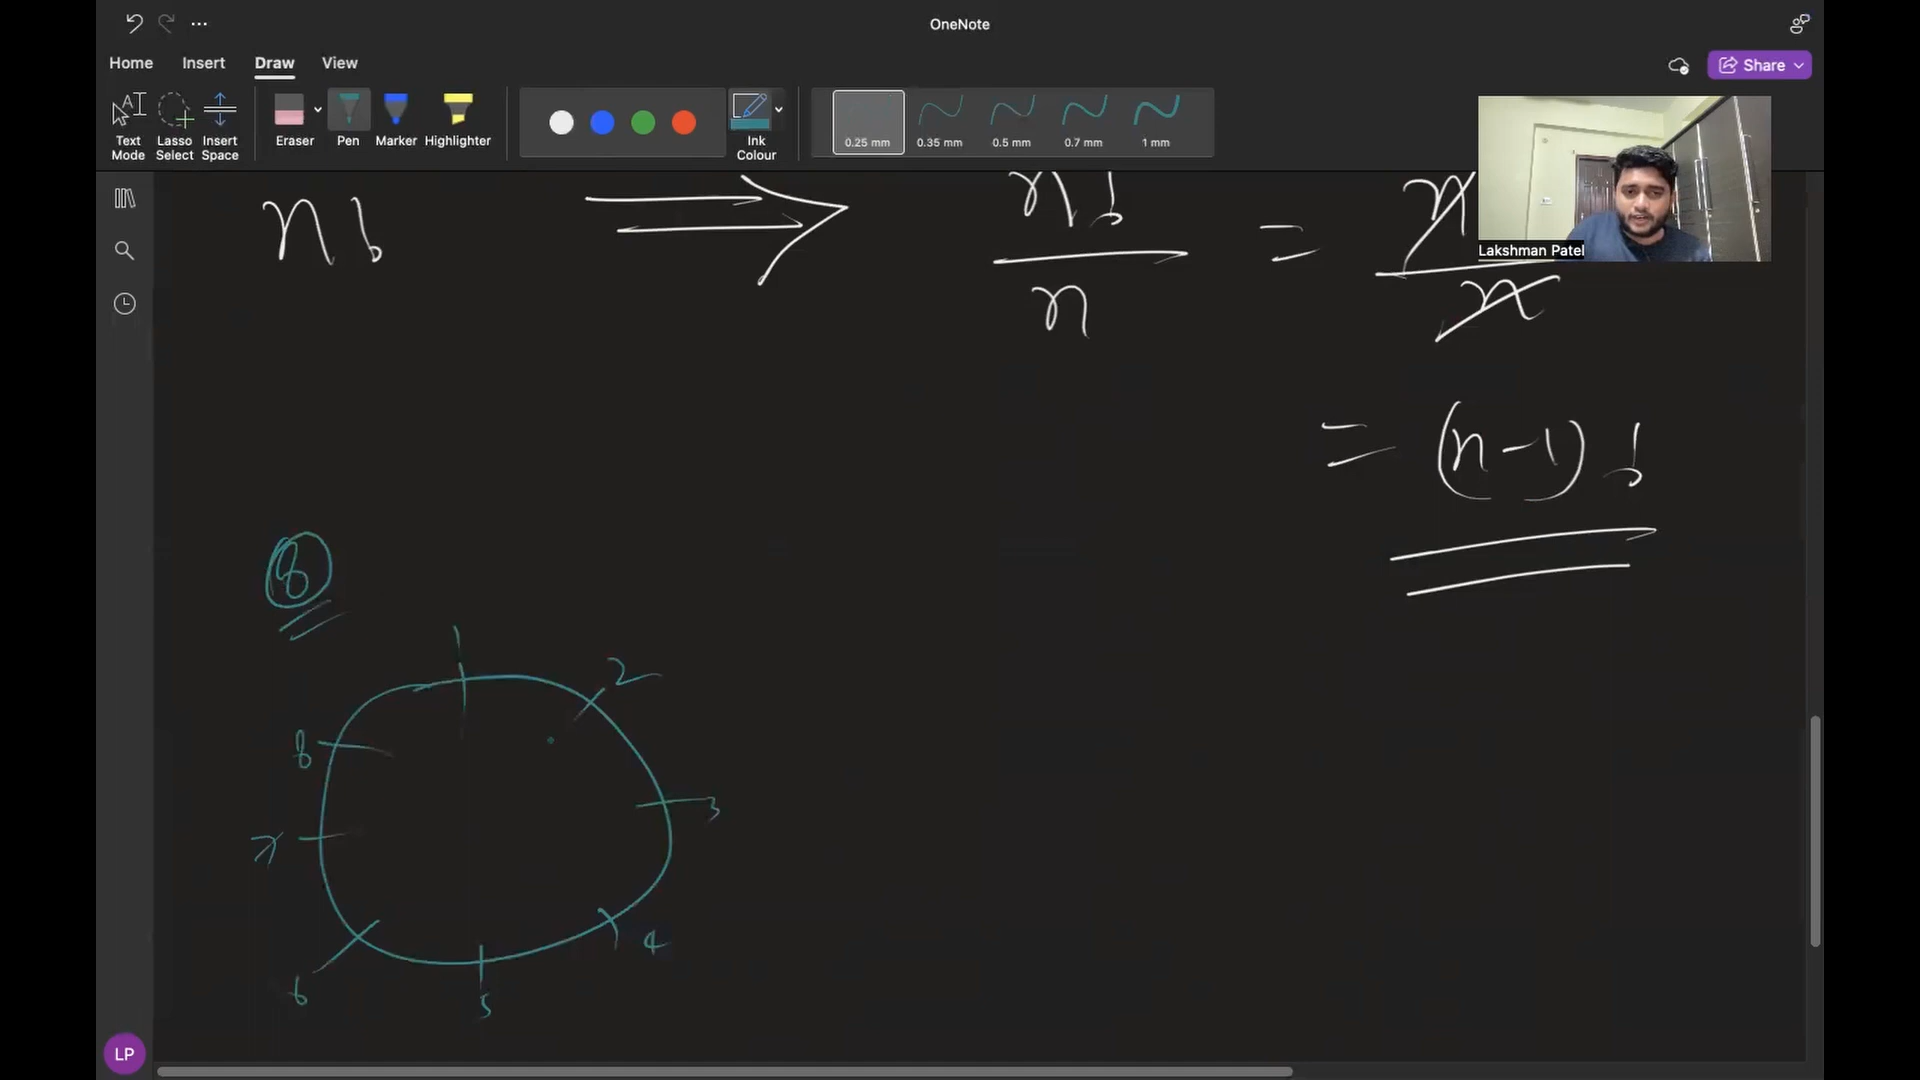 OneNote
Home Insert Draw View
Share
Text Mode
Lasso Select
Insert Space
Eraser
Pen
Marker
Highlighter
Ink Colour
0.25 mm
0.35 mm
0.5 mm
0.7 mm
1 mm
Lakshman Patel
n! ⟹ n!/n = n/n
= (n-1)!
8
1
2
8
3
7
4
6
5
LP